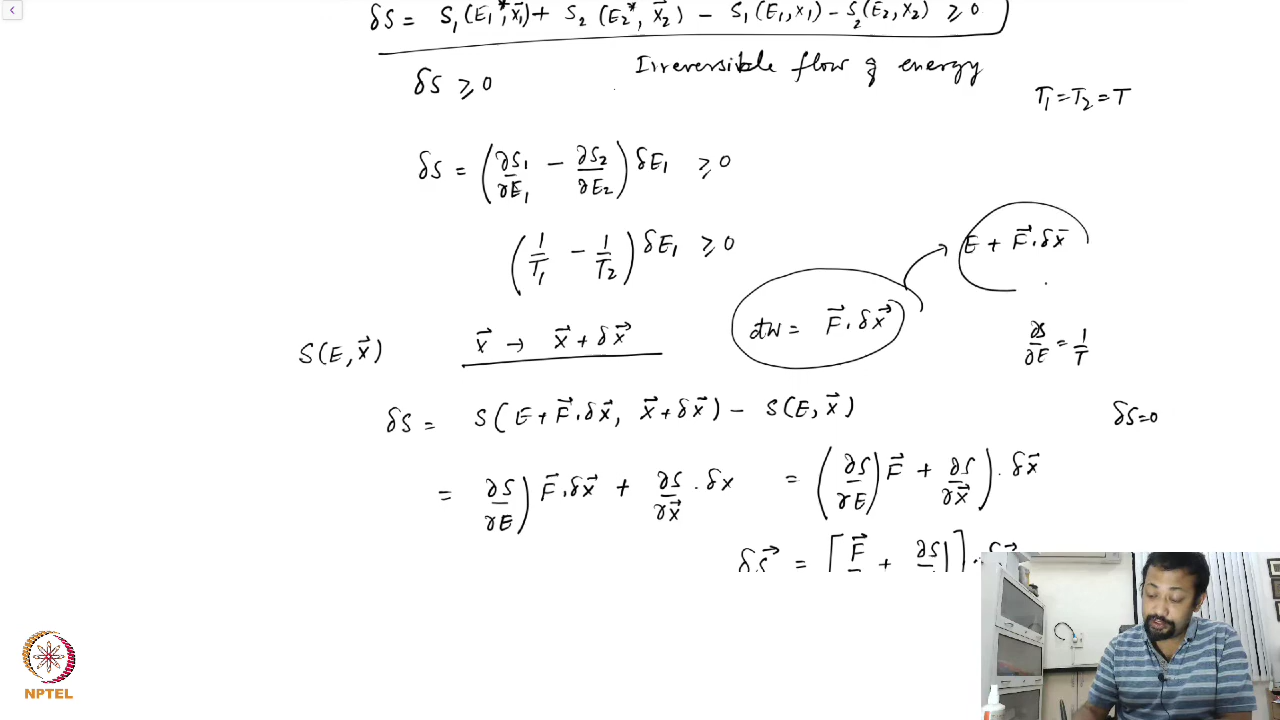 δS = S₁(E₁*, x⃗₁) + S₂(E₂*, x⃗₂) − S₁(E₁, x₁) − S₂(E₂, x₂) ≥ 0
Irreversible flow of energy
δS ≥ 0
T₁ = T₂ = T
δS = (∂S₁/∂E₁ − ∂S₂/∂E₂) δE₁ ≥ 0
(1/T₁ − 1/T₂) δE₁ ≥ 0
E + F⃗.δx⃗
đW = F⃗.δx⃗
S(E, x⃗)
x⃗ → x⃗ + δx⃗
∂S/∂E = 1/T
δS = S(E + F⃗.δx⃗, x⃗ + δx⃗) − S(E, x⃗)
δS=0
= ∂S/∂E) F⃗.δx⃗ + ∂S/∂x⃗ . δx = (∂S/∂E) F⃗ + ∂S/∂x⃗) . δx⃗
NPTEL